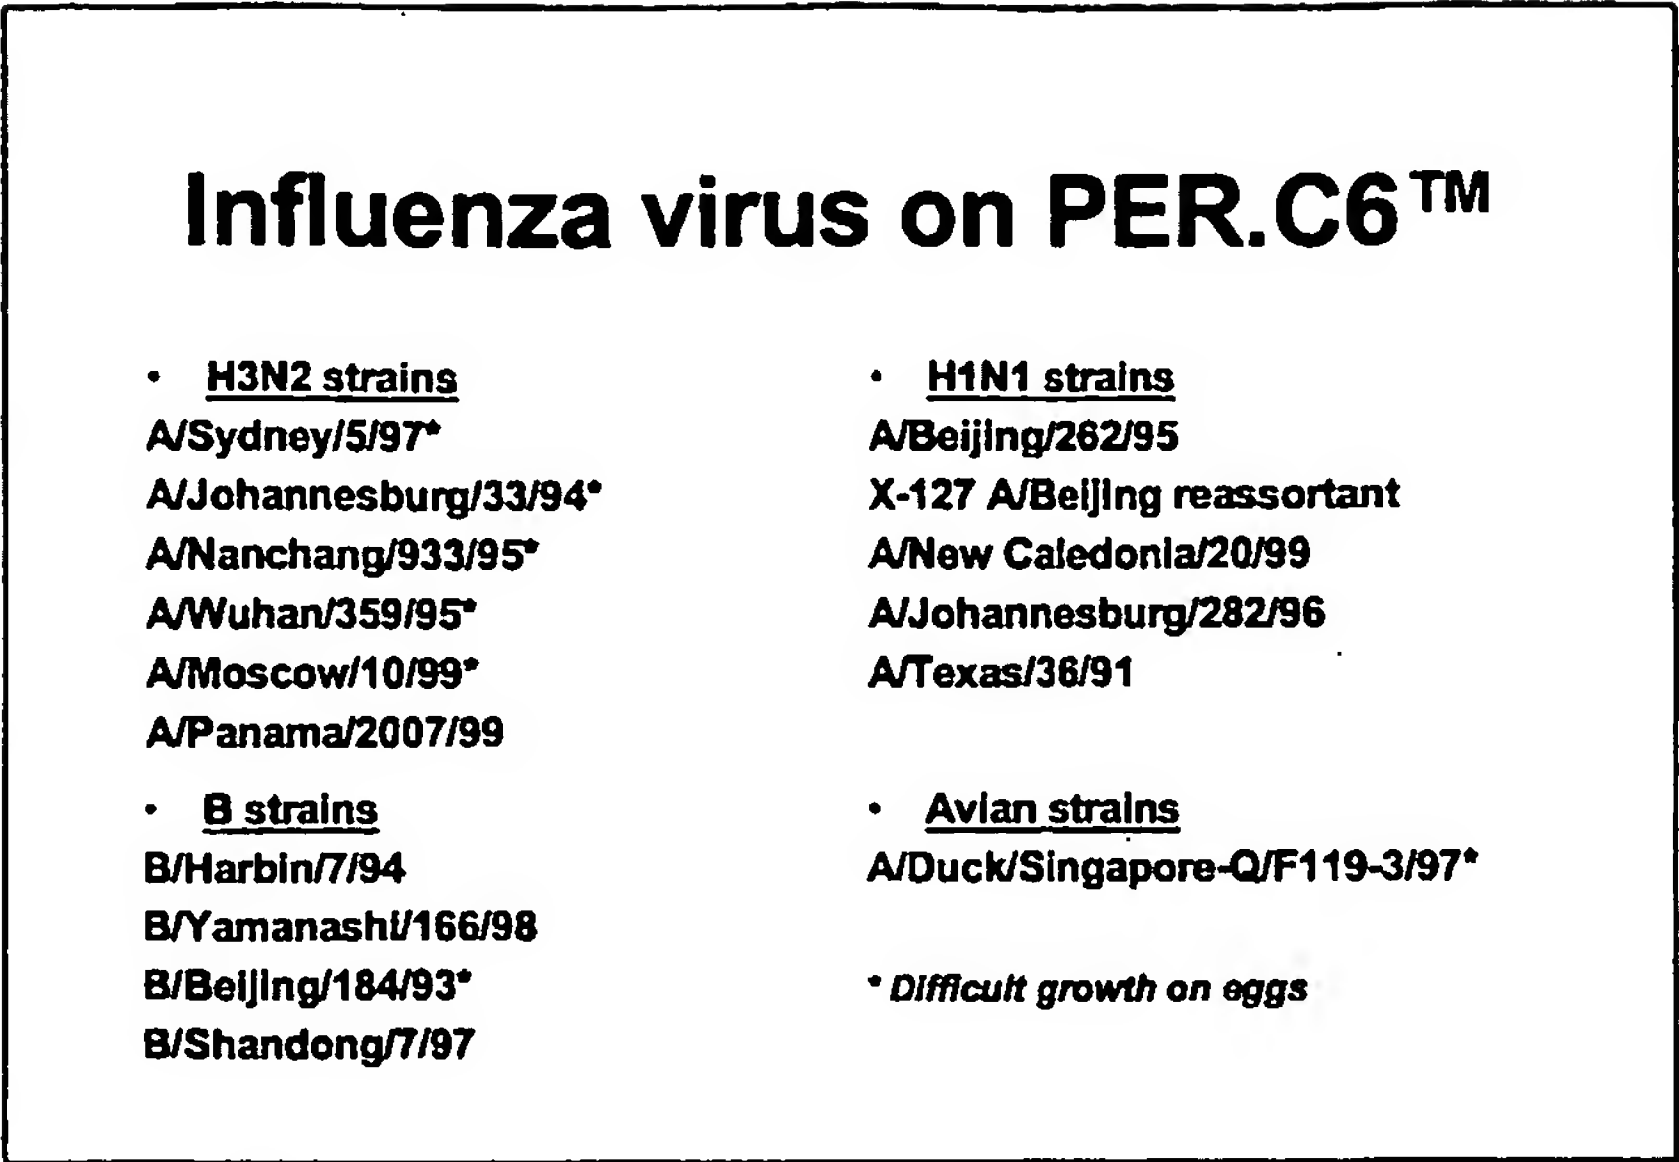 Influenza virus on PER.C6™
• H3N2 strains
A/Sydney/5/97*
A/Johannesburg/33/94*
A/Nanchang/933/95*
A/Wuhan/359/95*
A/Moscow/10/99*
A/Panama/2007/99
• B strains
B/Harbin/7/94
B/Yamanashi/166/98
B/Beijing/184/93*
B/Shandong/7/97
• H1N1 strains
A/Beijing/262/95
X-127 A/Beijing reassortant
A/New Caledonia/20/99
A/Johannesburg/282/96
A/Texas/36/91
• Avian strains
A/Duck/Singapore-Q/F119-3/97*
* Difficult growth on eggs